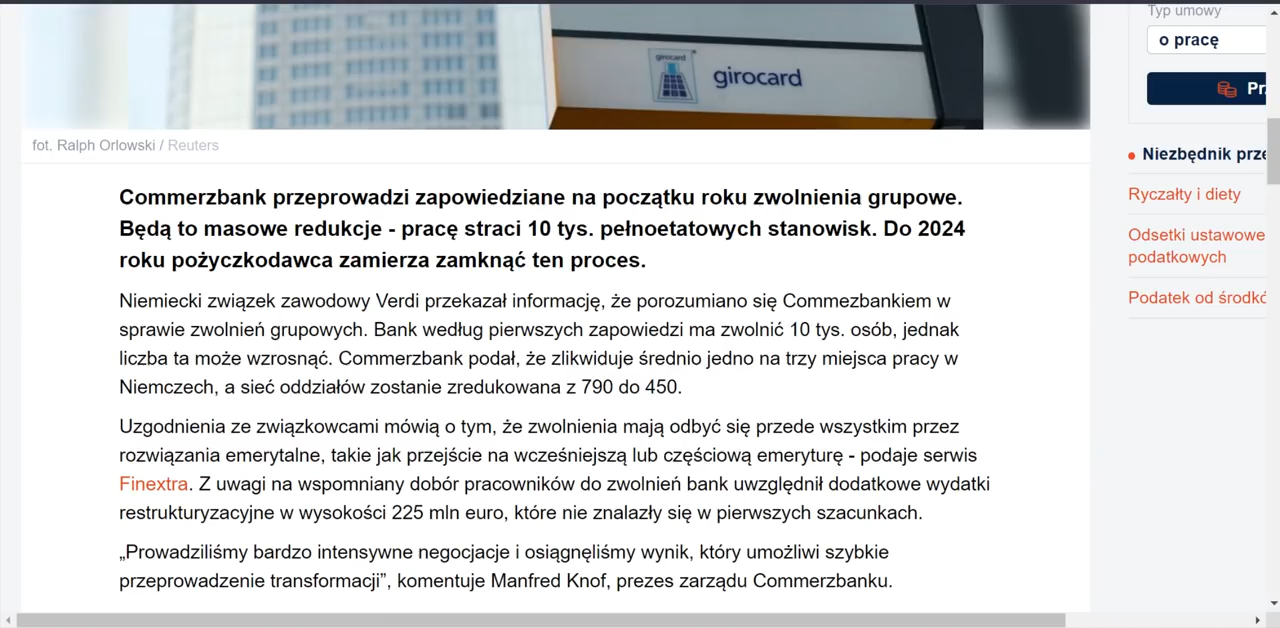 girocard
girocard
fot. Ralph Orlowski / Reuters
Commerzbank przeprowadzi zapowiedziane na początku roku zwolnienia grupowe.
Będą to masowe redukcje - pracę straci 10 tys. pełnoetatowych stanowisk. Do 2024
roku pożyczkodawca zamierza zamknąć ten proces.
Niemiecki związek zawodowy Verdi przekazał informację, że porozumiano się Commezbankiem w
sprawie zwolnień grupowych. Bank według pierwszych zapowiedzi ma zwolnić 10 tys. osób, jednak
liczba ta może wzrosnąć. Commerzbank podał, że zlikwiduje średnio jedno na trzy miejsca pracy w
Niemczech, a sieć oddziałów zostanie zredukowana z 790 do 450.
Uzgodnienia ze związkowcami mówią o tym, że zwolnienia mają odbyć się przede wszystkim przez
rozwiązania emerytalne, takie jak przejście na wcześniejszą lub częściową emeryturę - podaje serwis
Finextra. Z uwagi na wspomniany dobór pracowników do zwolnień bank uwzględnił dodatkowe wydatki
restrukturyzacyjne w wysokości 225 mln euro, które nie znalazły się w pierwszych szacunkach.
„Prowadziliśmy bardzo intensywne negocjacje i osiągnęliśmy wynik, który umożliwi szybkie
przeprowadzenie transformacji”, komentuje Manfred Knof, prezes zarządu Commerzbanku.
Typ umowy
o pracę
Niezbędnik
Ryczałty i diety
Odsetki ustawowe
podatkowych
Podatek od